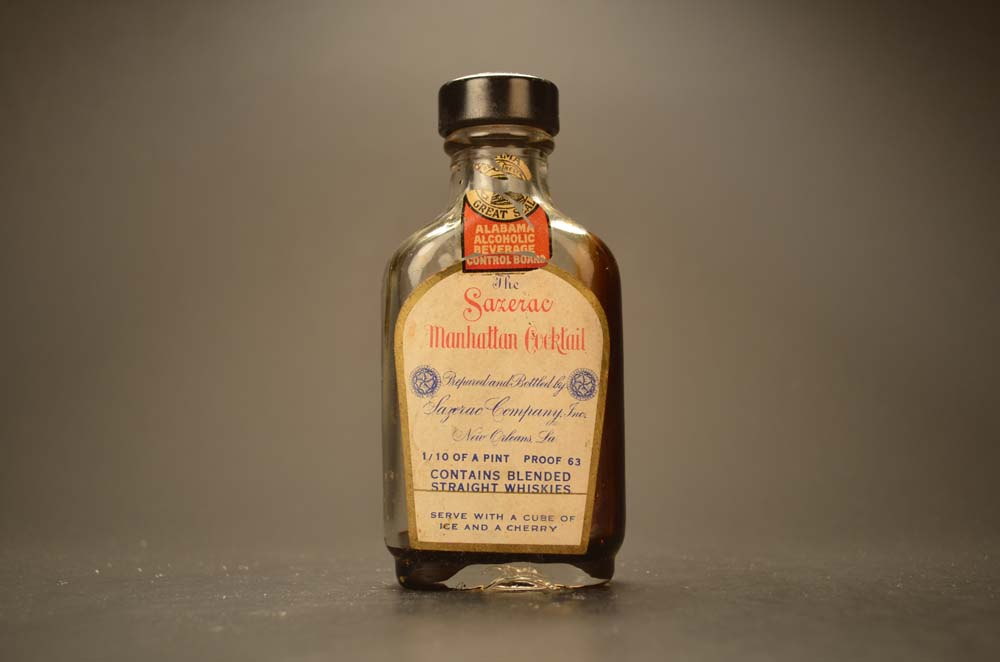 GREAT SEAL
ALABAMA
ALCOHOLIC
BEVERAGE
CONTROL BOARD
The
Sazerac
Manhattan Cocktail
Prepared and Bottled by
Sazerac Company, Inc.
New Orleans, La
1/10 OF A PINT PROOF 63
CONTAINS BLENDED
STRAIGHT WHISKIES
SERVE WITH A CUBE OF
ICE AND A CHERRY